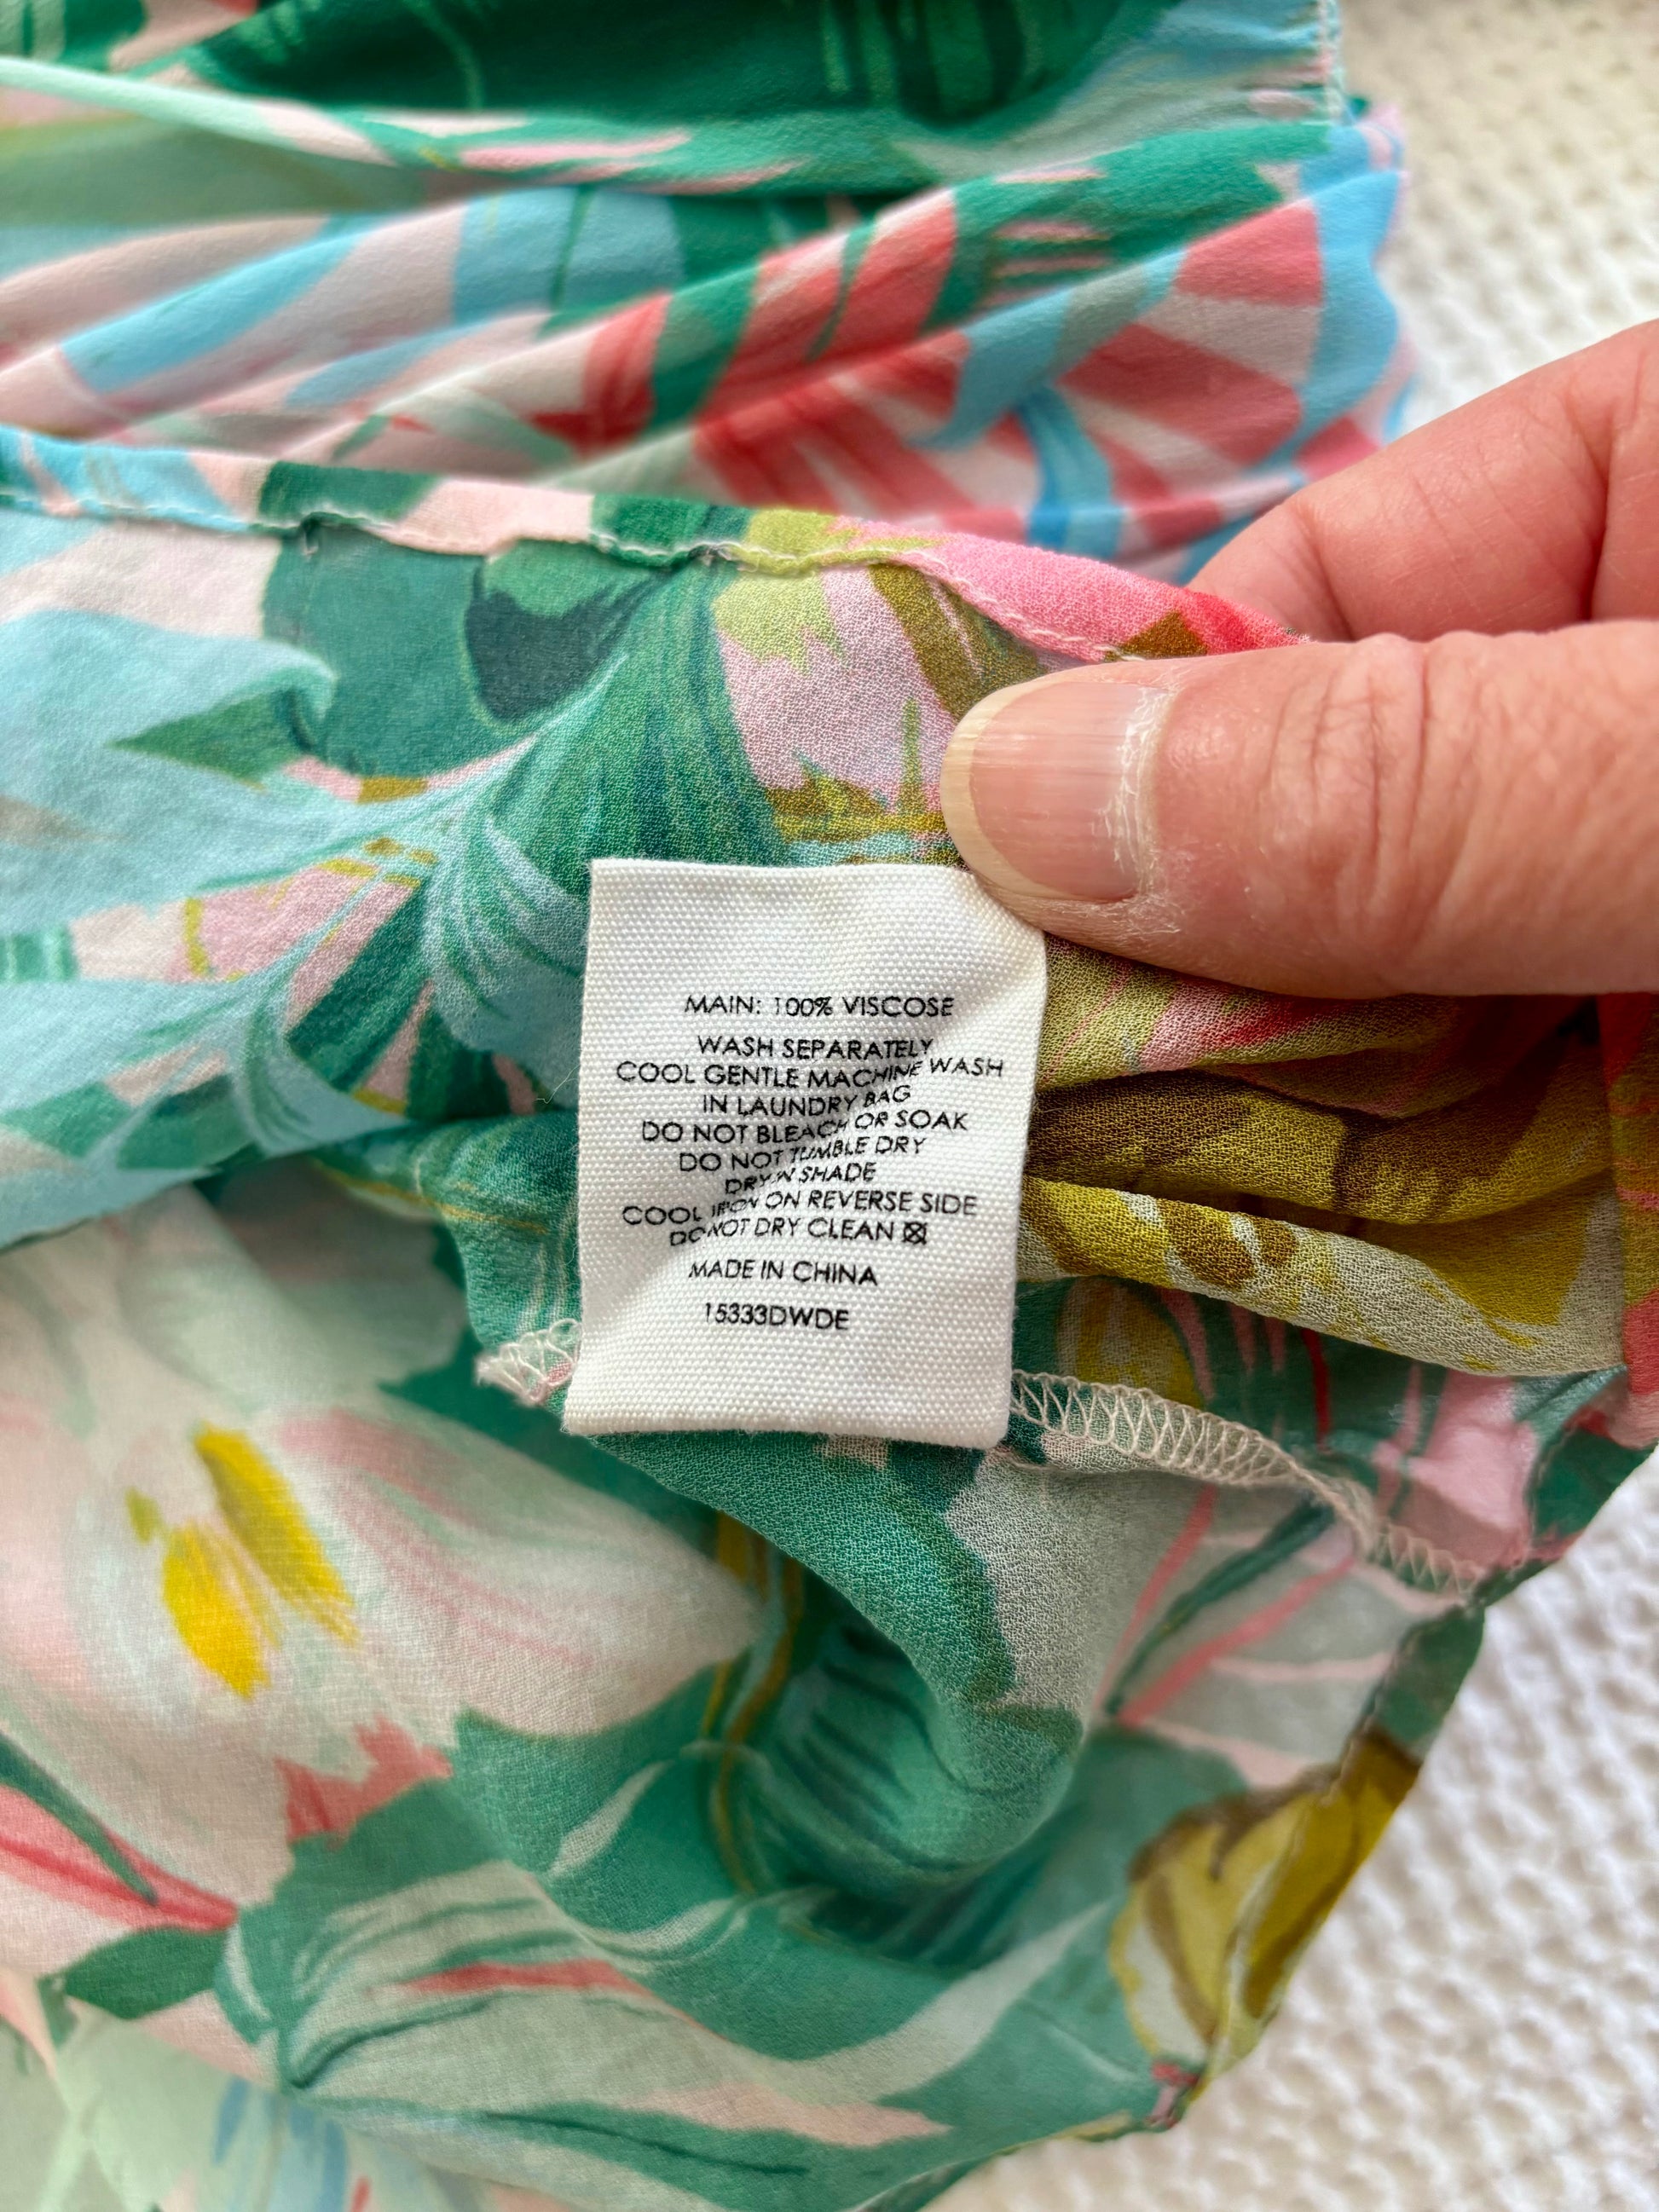 MAIN: 100% VISCOSE
WASH SEPARATELY
COOL GENTLE MACHINE WASH
IN LAUNDRY BAG
DO NOT BLEACH OR SOAK
DO NOT TUMBLE DRY
DRY IN SHADE
COOL IRON ON REVERSE SIDE
DO NOT DRY CLEAN
MADE IN CHINA
15333DWDE